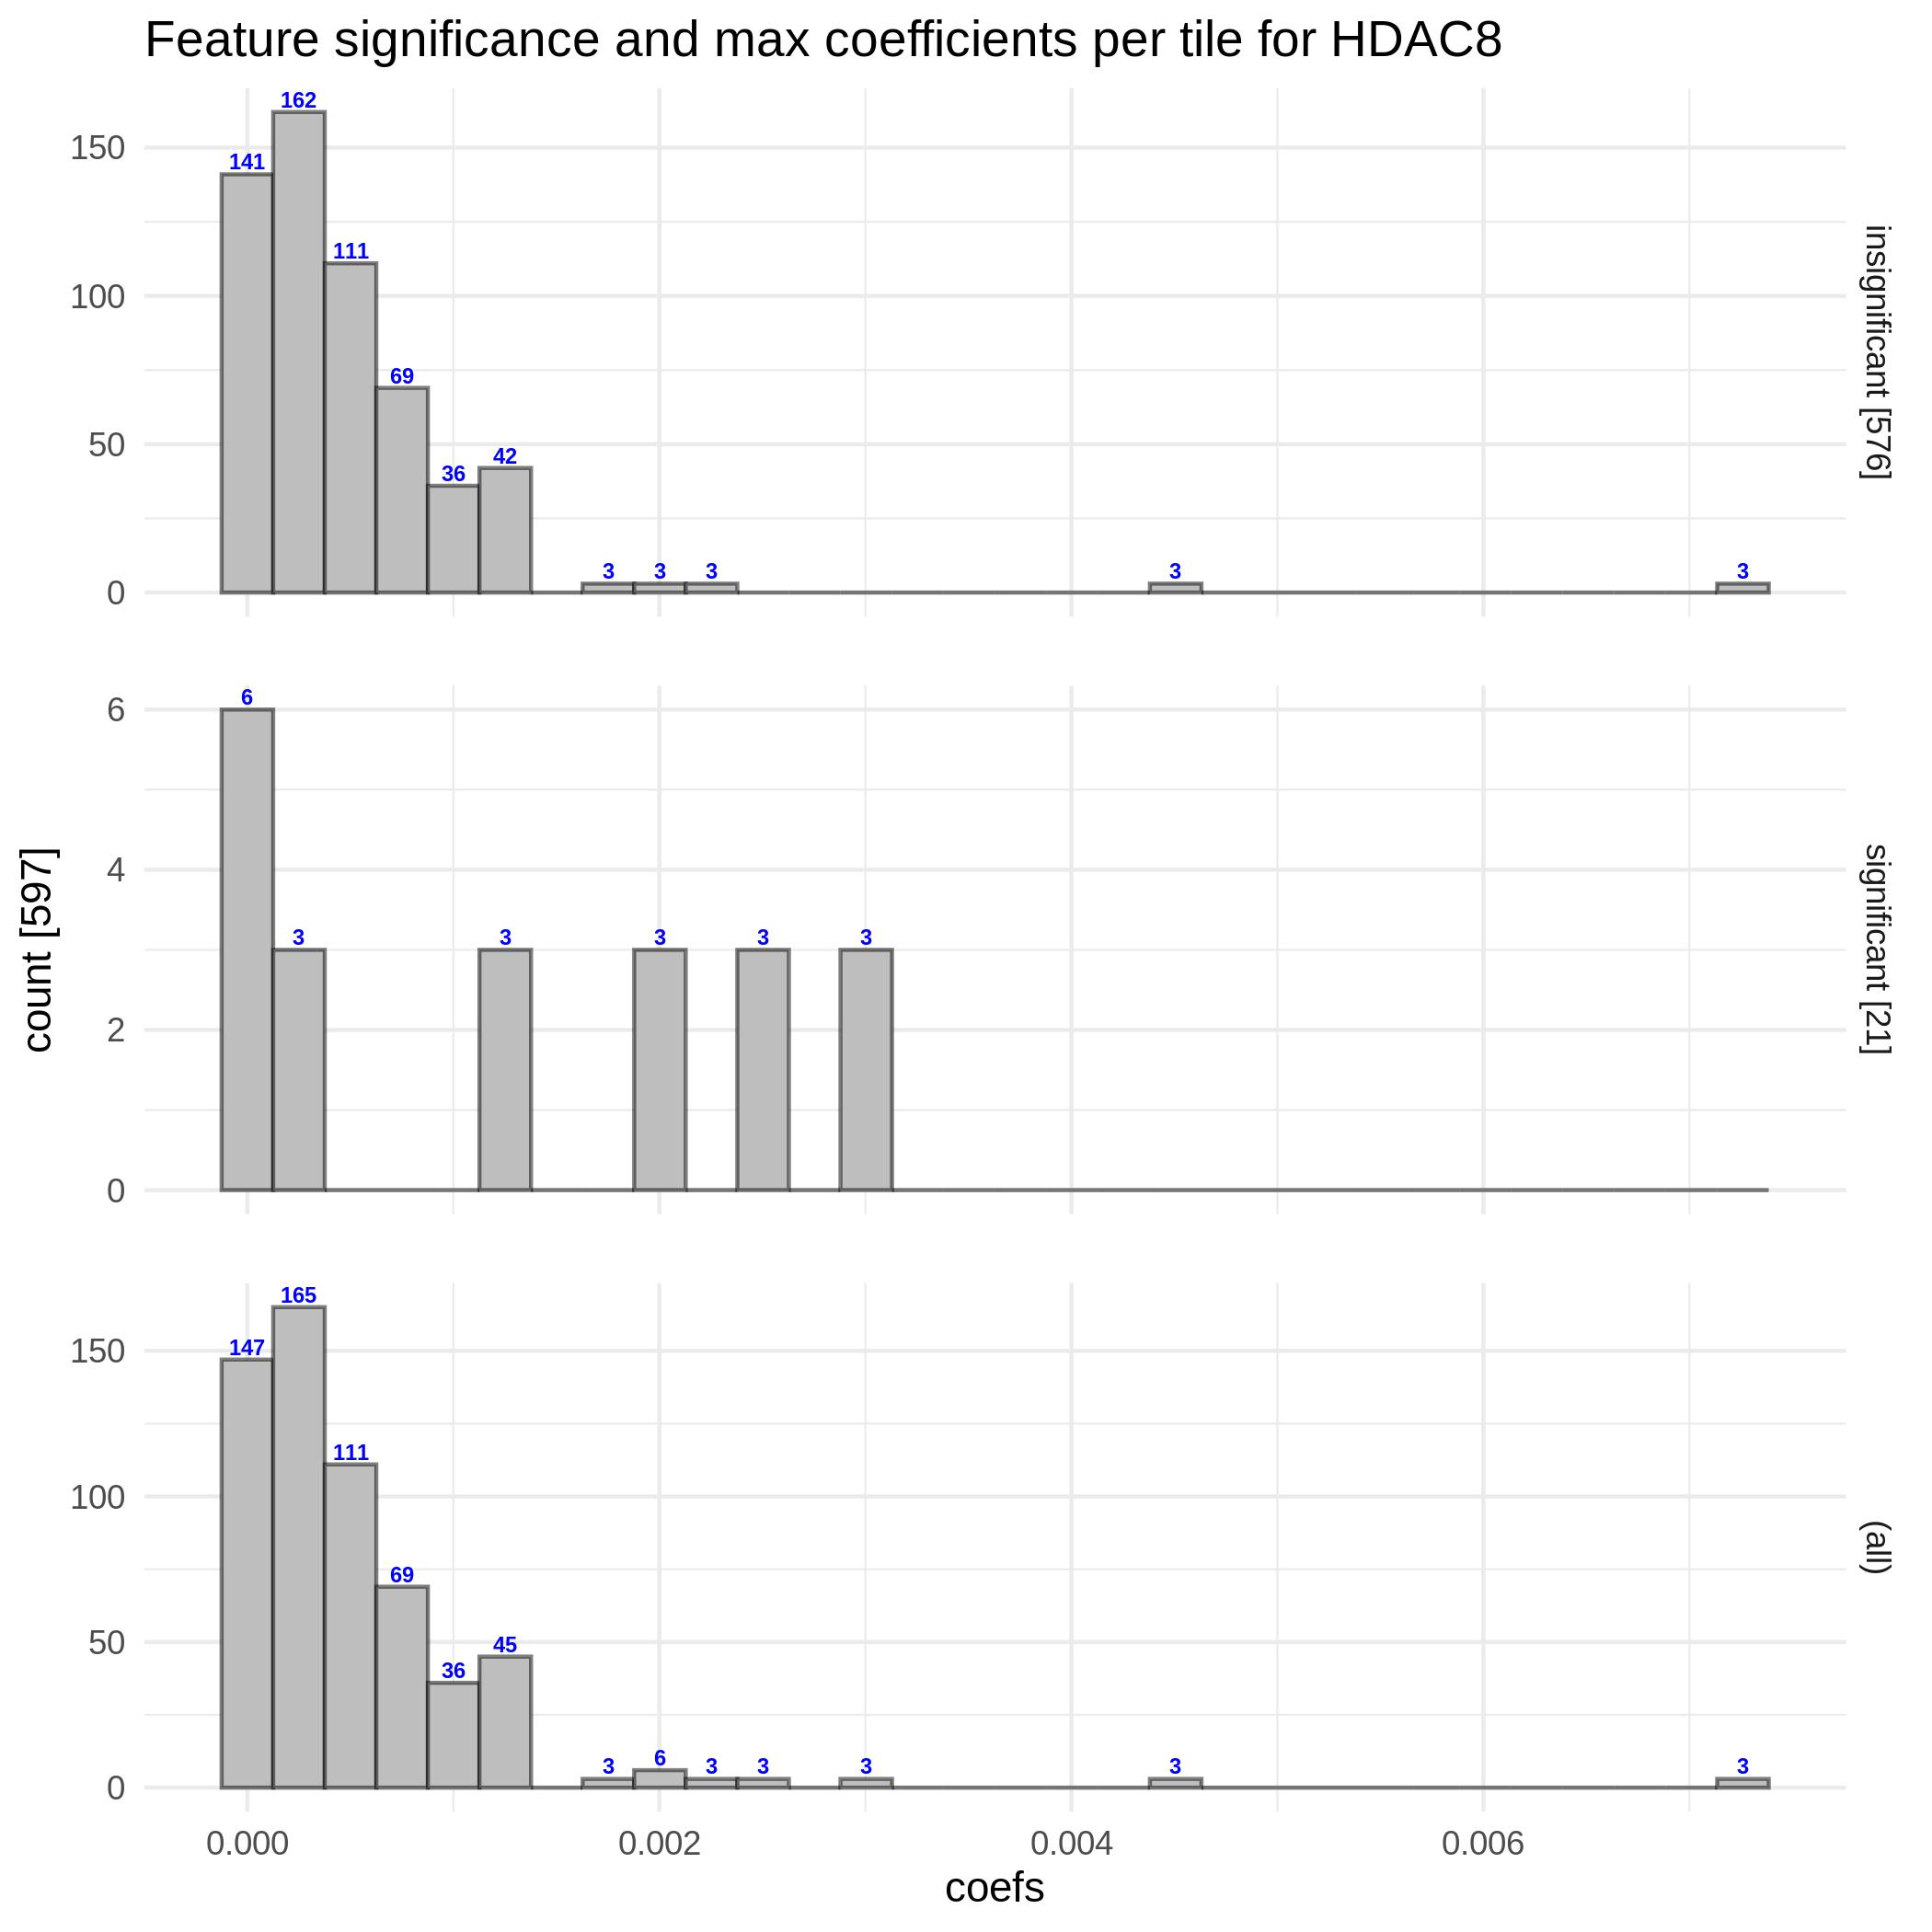 Feature significance and max coefficients per tile for HDAC8
162
150
141
111
100
69
50
42
36
3 3 3 3 3
0
insignificant [576]
6
6
4
3 3 3 3 3
2
0
significant [21]
count [597]
165
150
147
111
100
69
50
45
36
3 6 3 3 3 3 3
0
(all)
0.000 0.002 0.004 0.006
coefs